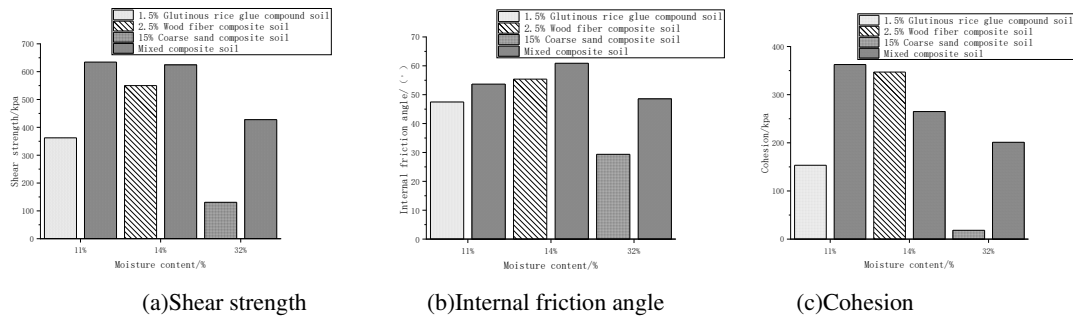 1.5% Glutinous rice glue compound soil
2.5% Wood fiber composite soil
15% Coarse sand composite soil
Mixed composite soil
700
600
500
400
300
200
100
0
Shear strength/kpa
11%
14%
32%
Moisture content/%
(a)Shear strength
1.5% Glutinous rice glue compound soil
2.5% Wood fiber composite soil
15% Coarse sand composite soil
Mixed composite soil
70
60
50
40
30
20
10
0
Internal friction angle/(°)
11%
14%
32%
Moisture content/%
(b)Internal friction angle
1.5% Glutinous rice glue compound soil
2.5% Wood fiber composite soil
15% Coarse sand composite soil
Mixed composite soil
400
300
200
100
0
Cohesion/kpa
11%
14%
32%
Moisture content/%
(c)Cohesion